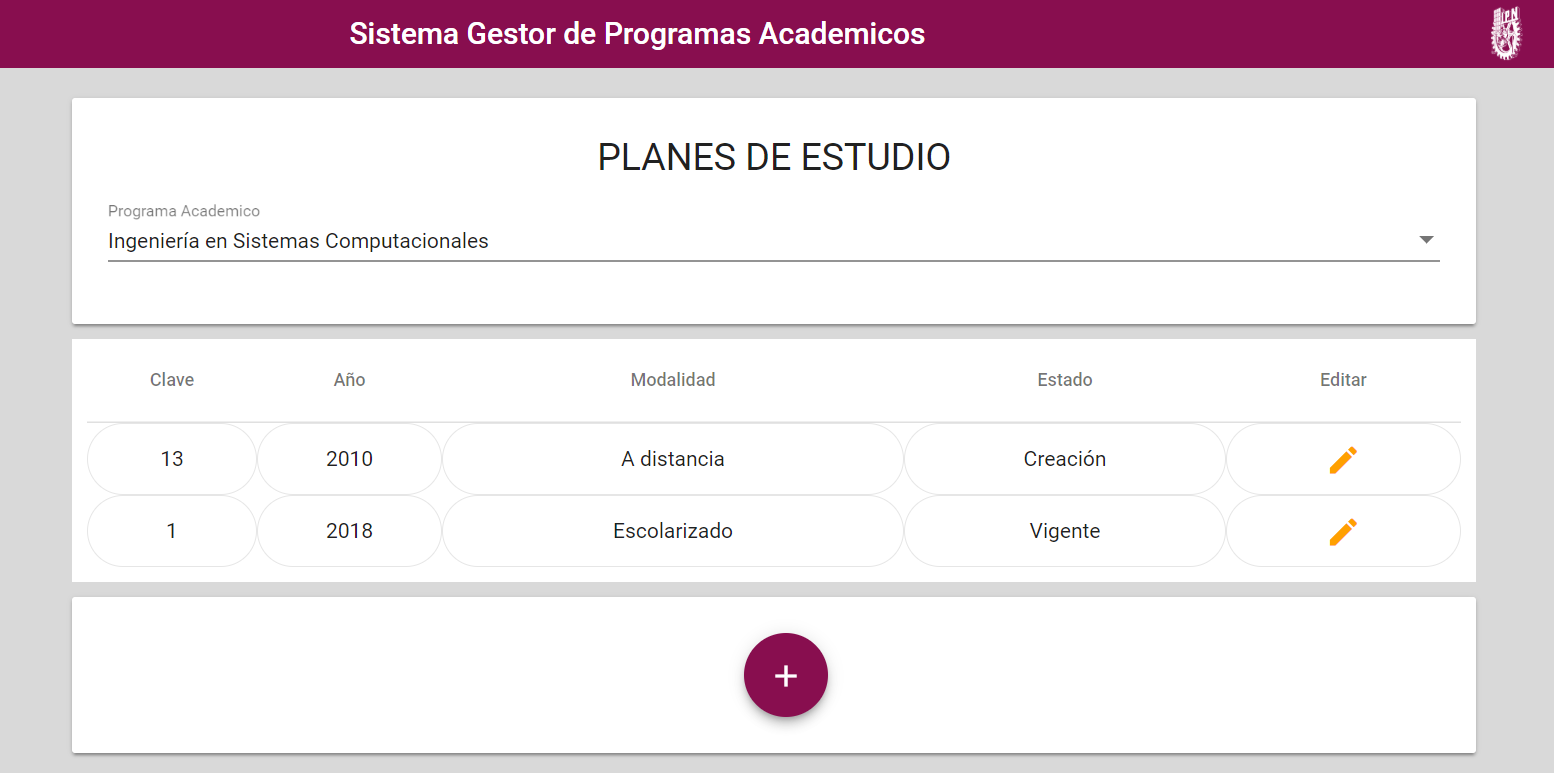 Sistema Gestor de Programas Academicos
IPN
PLANES DE ESTUDIO
Programa Academico
Ingeniería en Sistemas Computacionales
Clave Año Modalidad Estado Editar
13 2010 A distancia Creación
1 2018 Escolarizado Vigente
+